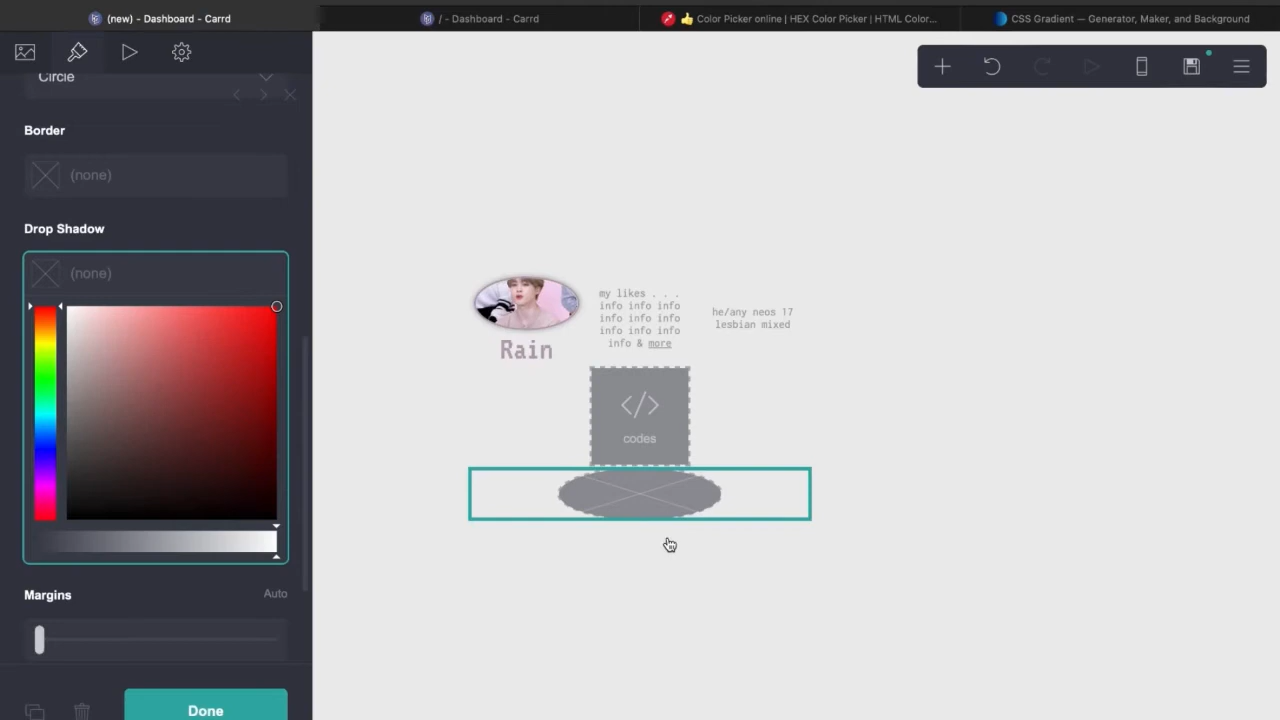 (new) - Dashboard - Carrd
/ - Dashboard - Carrd
👍 Color Picker online | HEX Color Picker | HTML Color...
CSS Gradient — Generator, Maker, and Background
Circle
Border
(none)
Drop Shadow
(none)
Margins
Auto
Done
Rain
my likes . . .
info info info
info info info
info info info
info & more
he/any neos 17
lesbian mixed
</>
codes